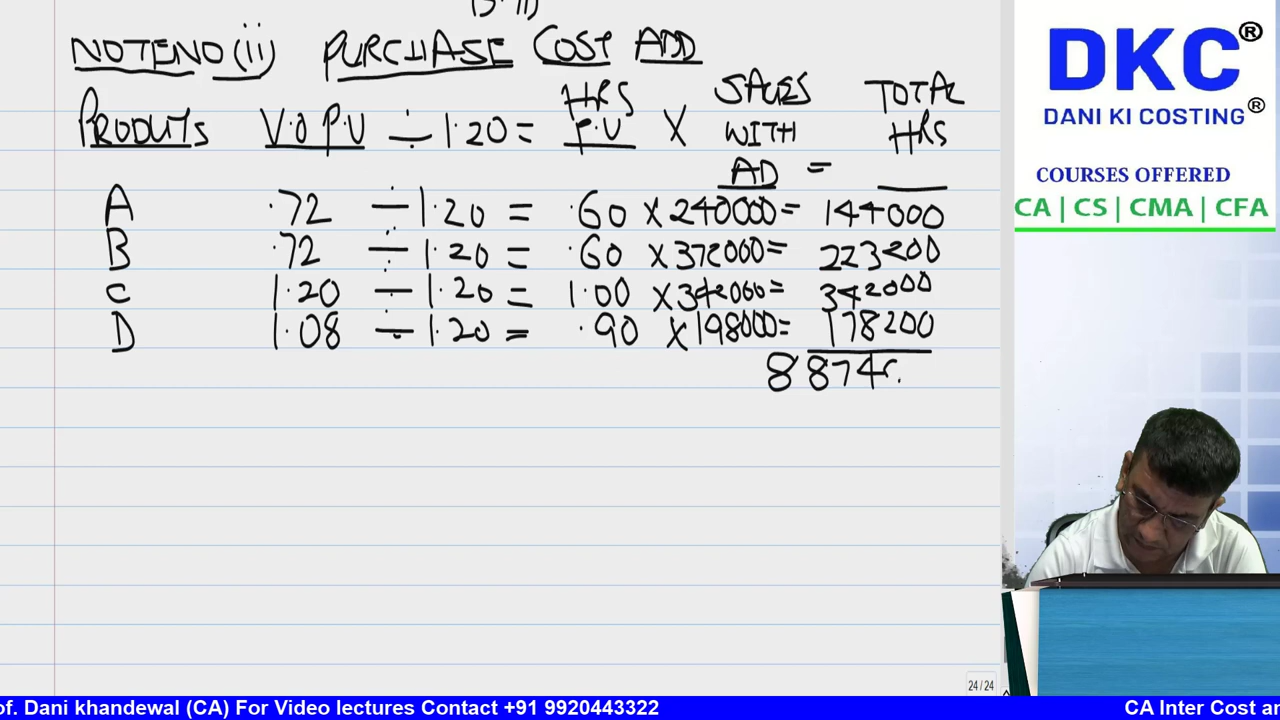 NOTE NO (ii) PURCHASE COST ADD
PRODUTS V.O P.U ÷ 1.20 = HRS P.U X SALES WITH AD = TOTAL HRS
A .72 ÷ 1.20 = .60 X 240000 = 144000
B .72 ÷ 1.20 = .60 X 372000 = 223200
C 1.20 ÷ 1.20 = 1.00 X 342000 = 342000
D 1.08 ÷ 1.20 = .90 X 198000 = 178200
8874
24 / 24
DKC®
DANI KI COSTING®
COURSES OFFERED
CA | CS | CMA | CFA
of. Dani khandewal (CA) For Video lectures Contact +91 9920443322
CA Inter Cost an